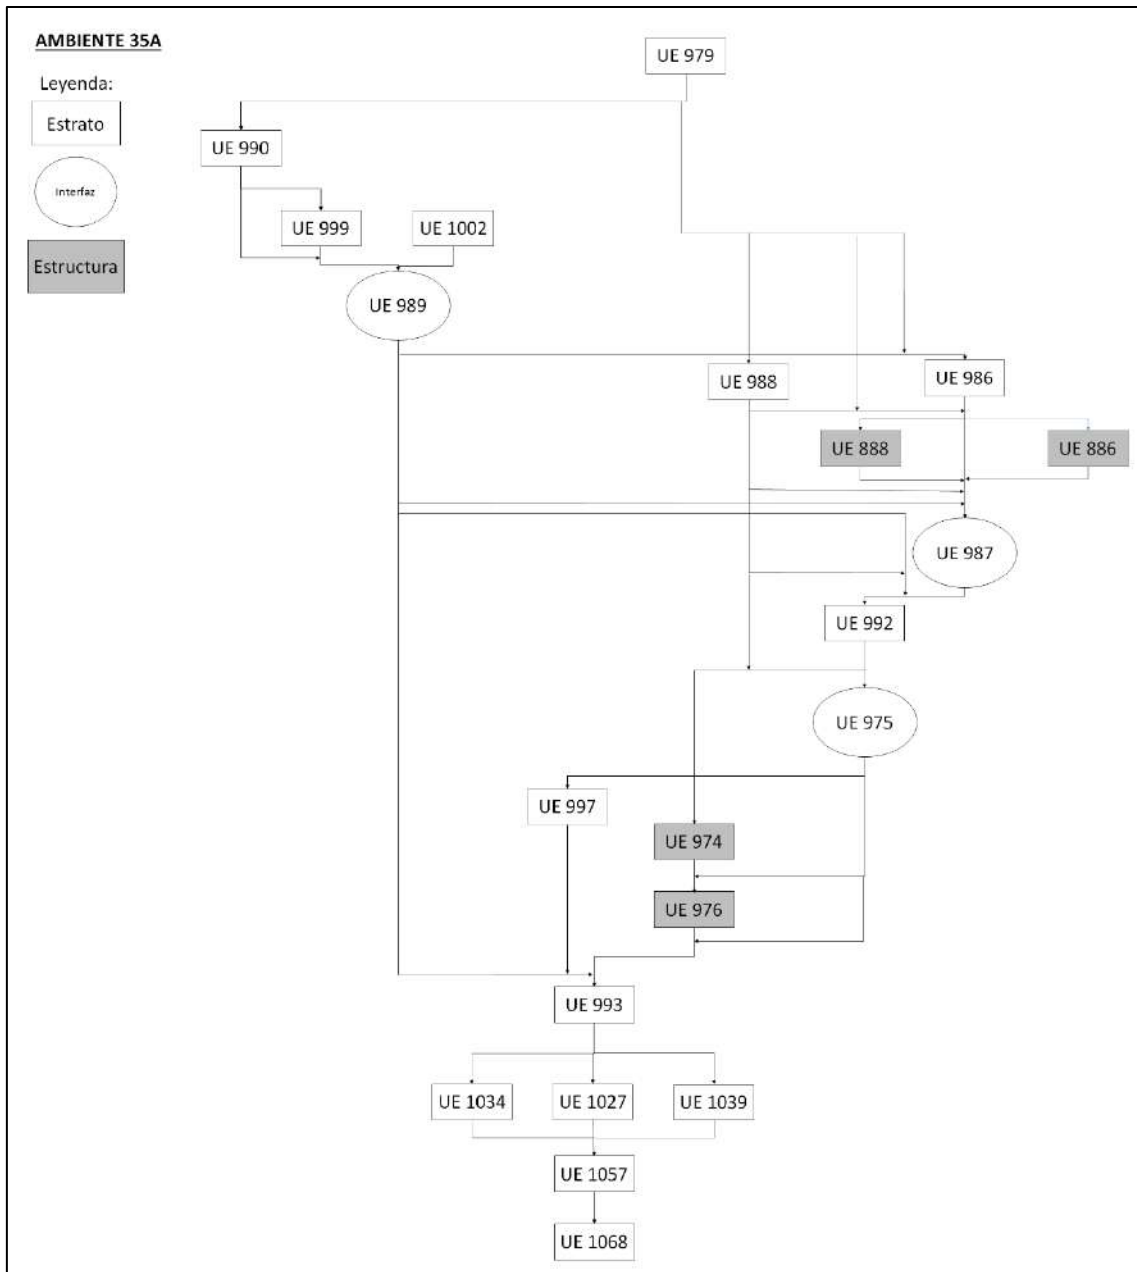 AMBIENTE 35A
Leyenda:
Estrato
Interfaz
Estructura
UE 979
UE 990
UE 999
UE 1002
UE 989
UE 988
UE 986
UE 888
UE 886
UE 987
UE 992
UE 975
UE 997
UE 974
UE 976
UE 993
UE 1034
UE 1027
UE 1039
UE 1057
UE 1068